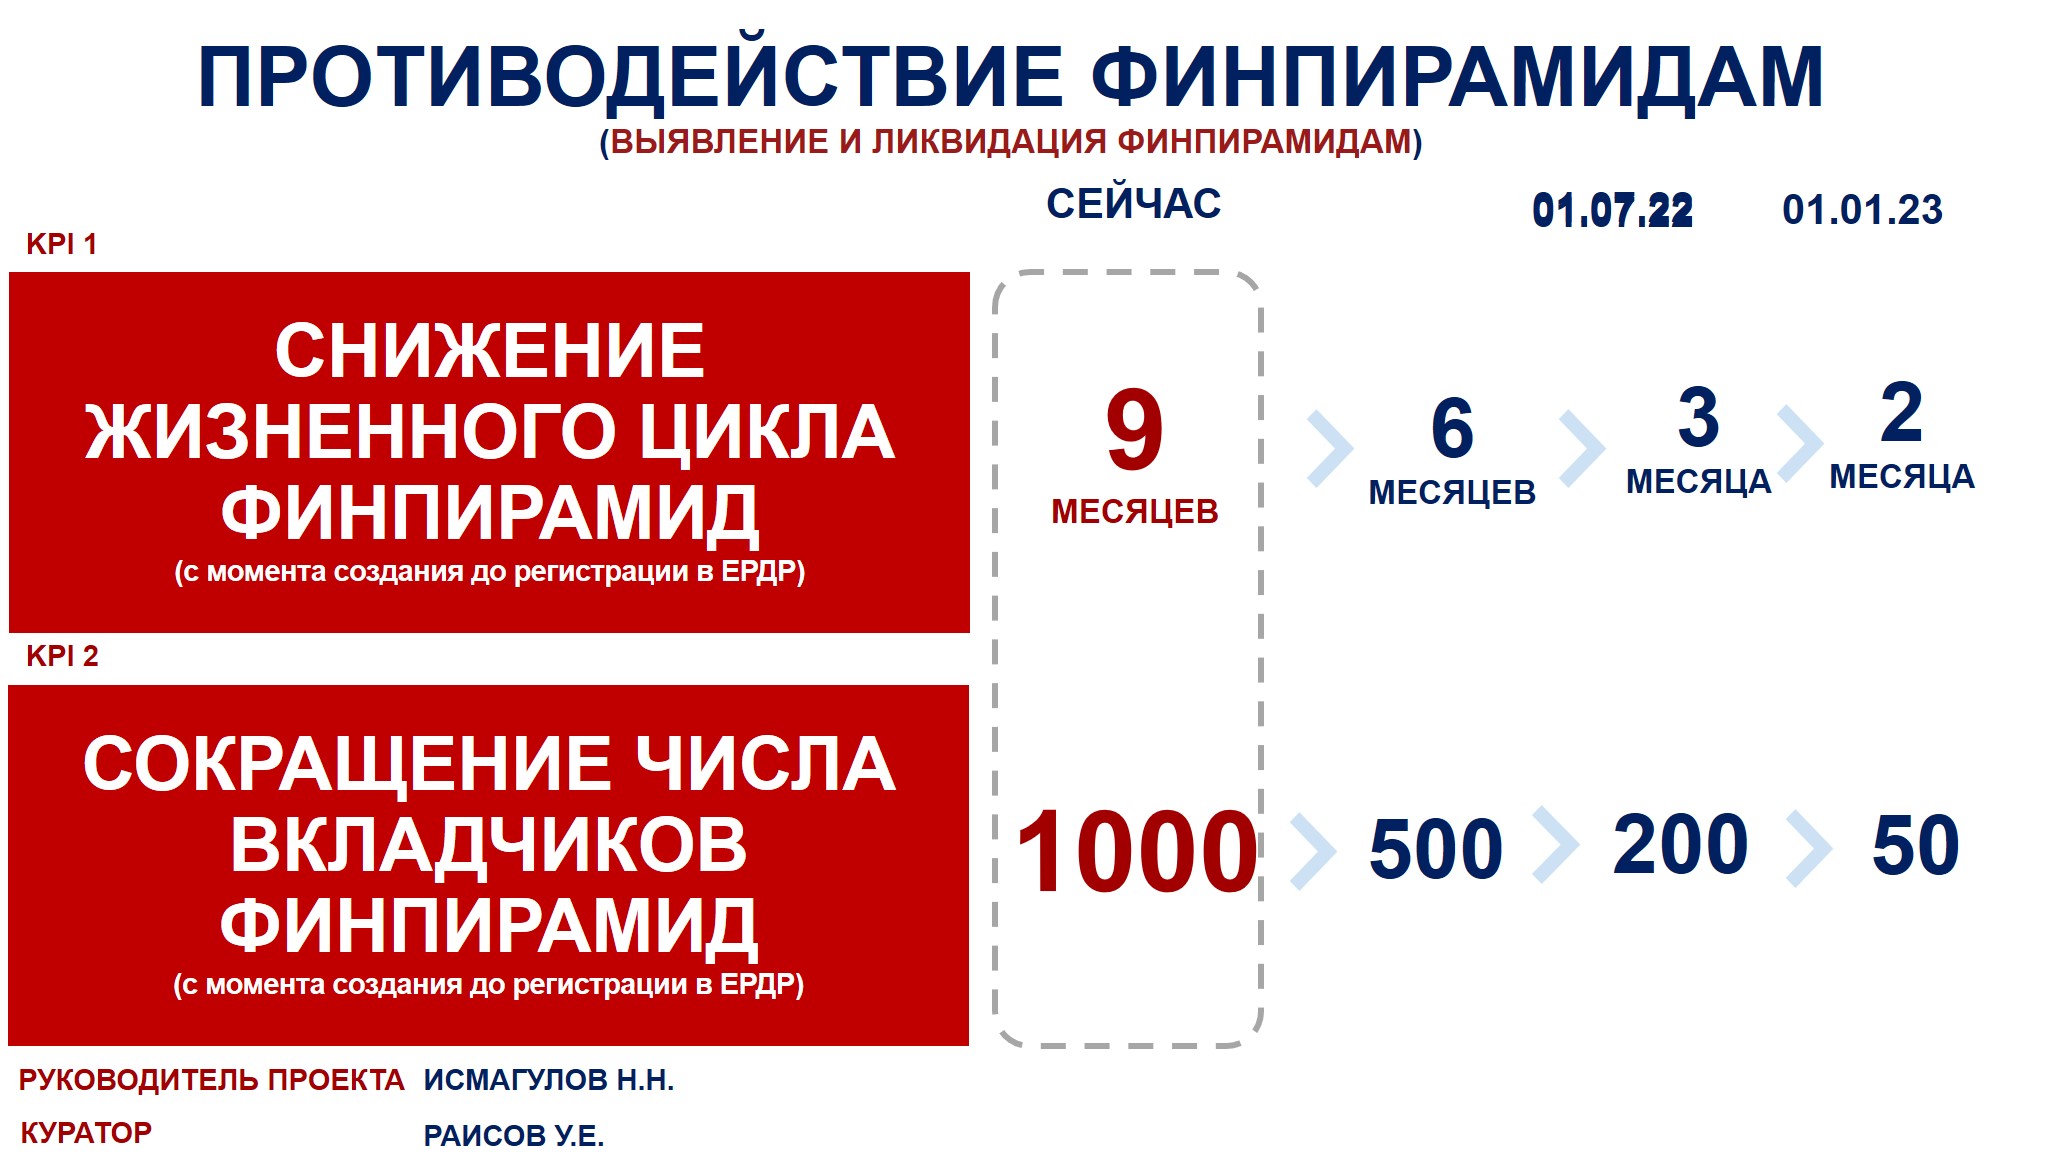 ПРОТИВОДЕЙСТВИЕ ФИНПИРАМИДАМ
(ВЫЯВЛЕНИЕ И ЛИКВИДАЦИЯ ФИНПИРАМИДАМ)
СЕЙЧАС 01.07.22 01.01.23
KPI 1
СНИЖЕНИЕ
ЖИЗНЕННОГО ЦИКЛА
ФИНПИРАМИД
(с момента создания до регистрации в ЕРДР)
9 6 3 2
МЕСЯЦЕВ МЕСЯЦЕВ МЕСЯЦА МЕСЯЦА
KPI 2
СОКРАЩЕНИЕ ЧИСЛА
ВКЛАДЧИКОВ
ФИНПИРАМИД
(с момента создания до регистрации в ЕРДР)
1000 500 200 50
РУКОВОДИТЕЛЬ ПРОЕКТА ИСМАГУЛОВ Н.Н.
КУРАТОР РАИСОВ У.Е.